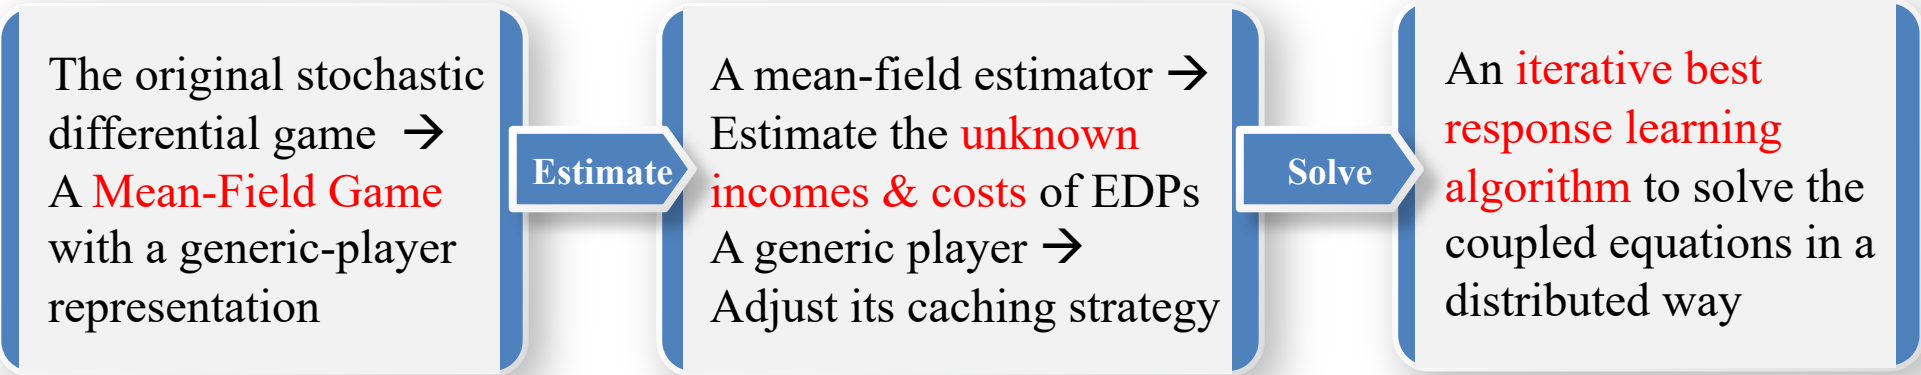 The original stochastic
differential game →
A Mean-Field Game
with a generic-player
representation
Estimate
A mean-field estimator →
Estimate the unknown
incomes & costs of EDPs
A generic player →
Adjust its caching strategy
Solve
An iterative best
response learning
algorithm to solve the
coupled equations in a
distributed way